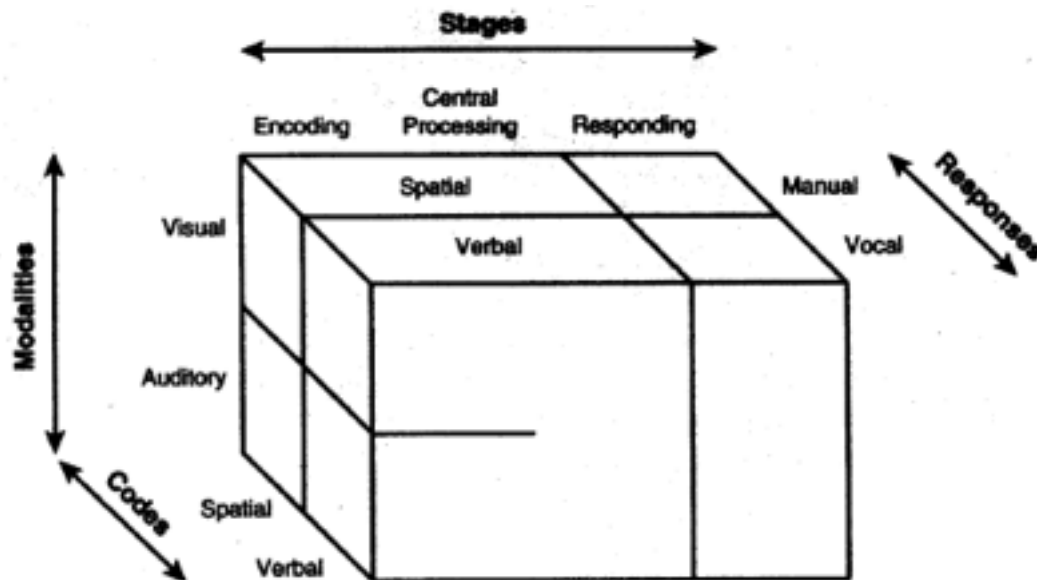 Stages
Central
Encoding Processing Responding
Spatial
Manual
Responses
Visual
Verbal
Vocal
Modalities
Auditory
Codes
Spatial
Verbal